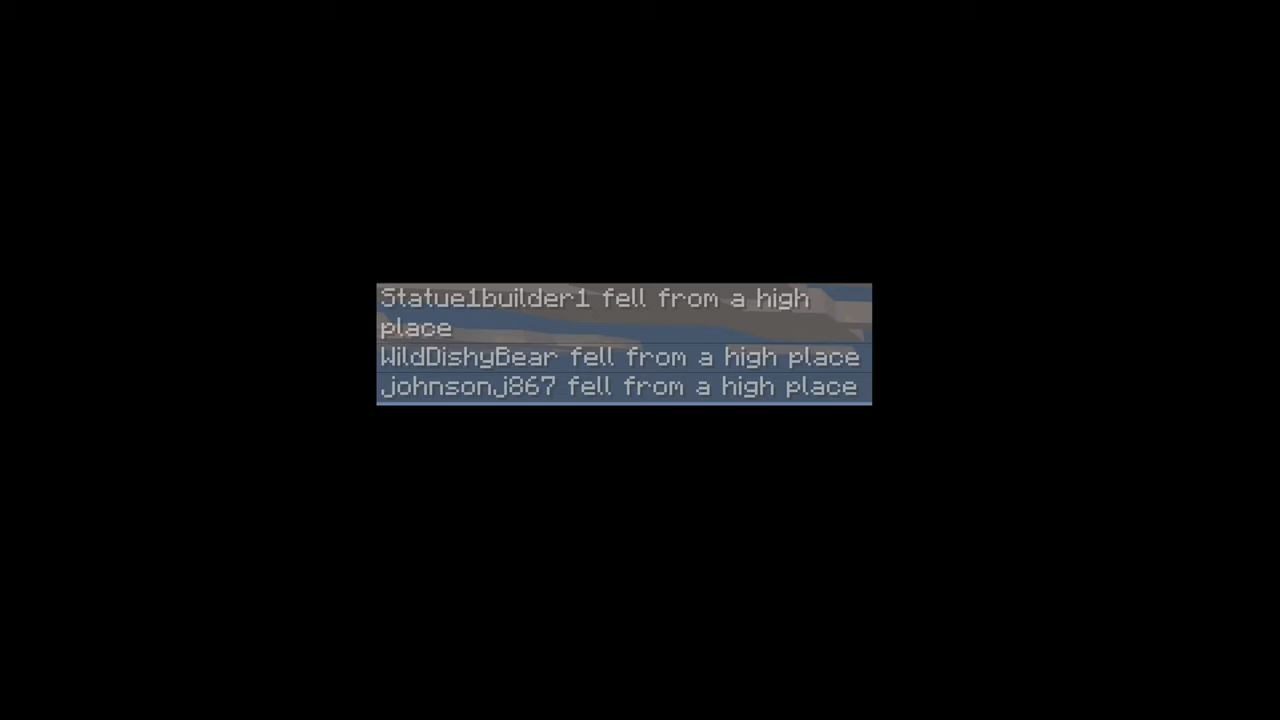 Statue1builder1 fell from a high
place
WildDishyBear fell from a high place
johnsonj867 fell from a high place